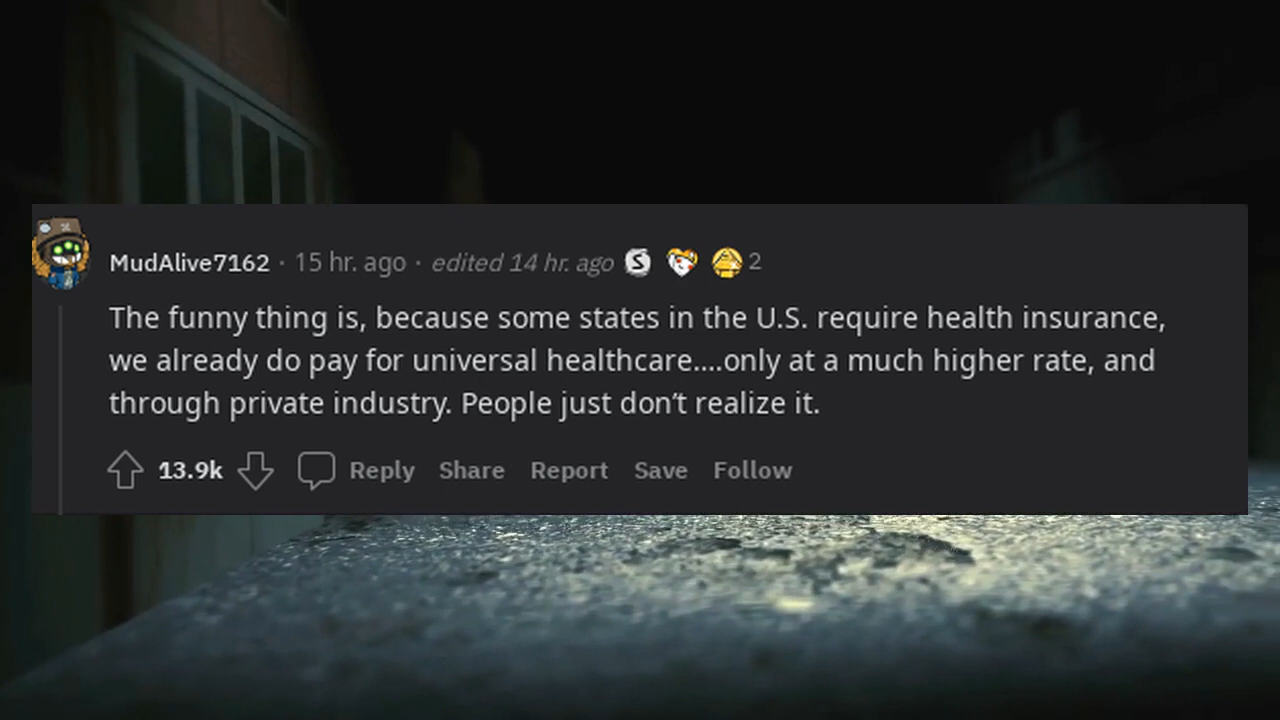 MudAlive7162 · 15 hr. ago · edited 14 hr. ago 2
The funny thing is, because some states in the U.S. require health insurance,
we already do pay for universal healthcare....only at a much higher rate, and
through private industry. People just don't realize it.
13.9k Reply Share Report Save Follow